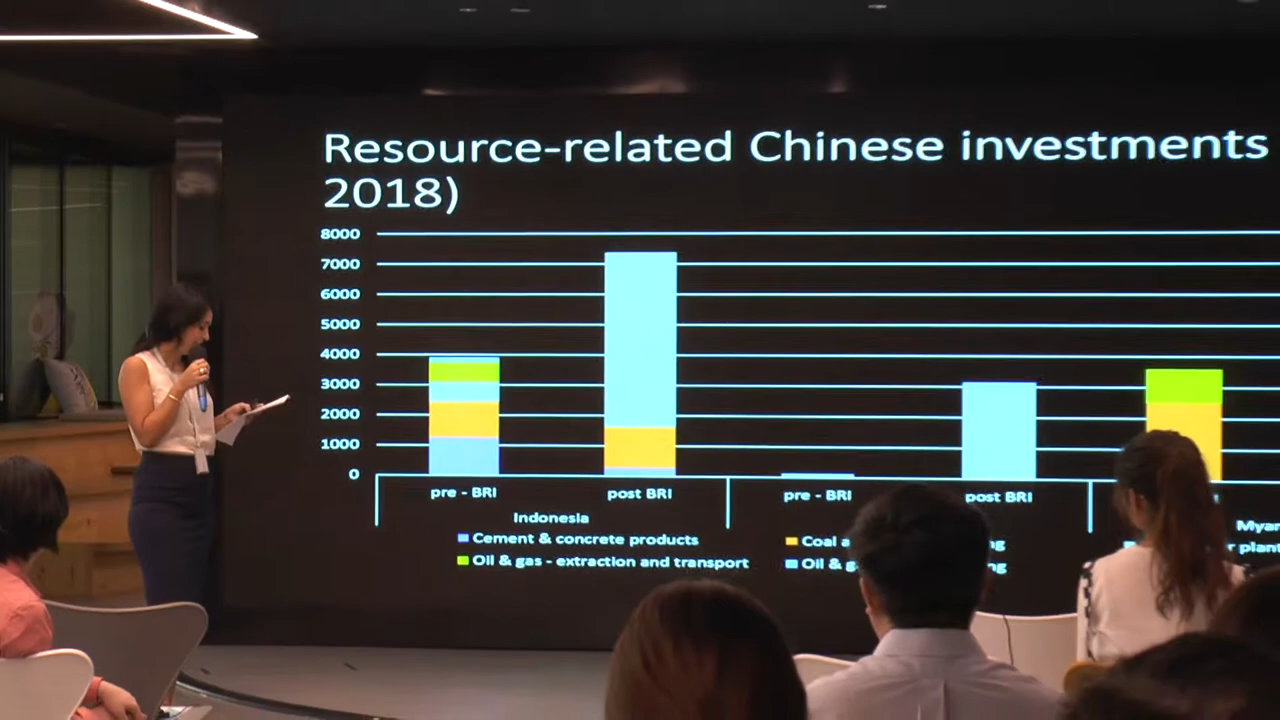 Resource-related Chinese investments
2018)
8000
7000
6000
5000
4000
3000
2000
1000
0
pre - BRI
post BRI
pre - BRI
post BRI
Indonesia
Cement & concrete products
Coal
Oil & gas - extraction and transport
Oil &